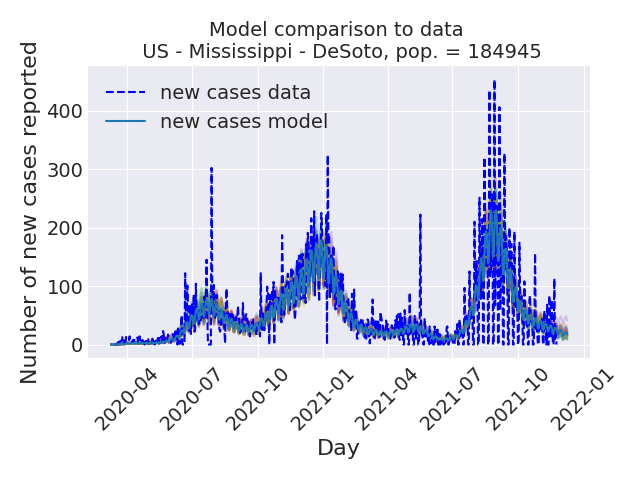 Model comparison to data
US - Mississippi - DeSoto, pop. = 184945
new cases data
new cases model
Number of new cases reported
400
300
200
100
0
2020-04
2020-07
2020-10
2021-01
2021-04
2021-07
2021-10
2022-01
Day